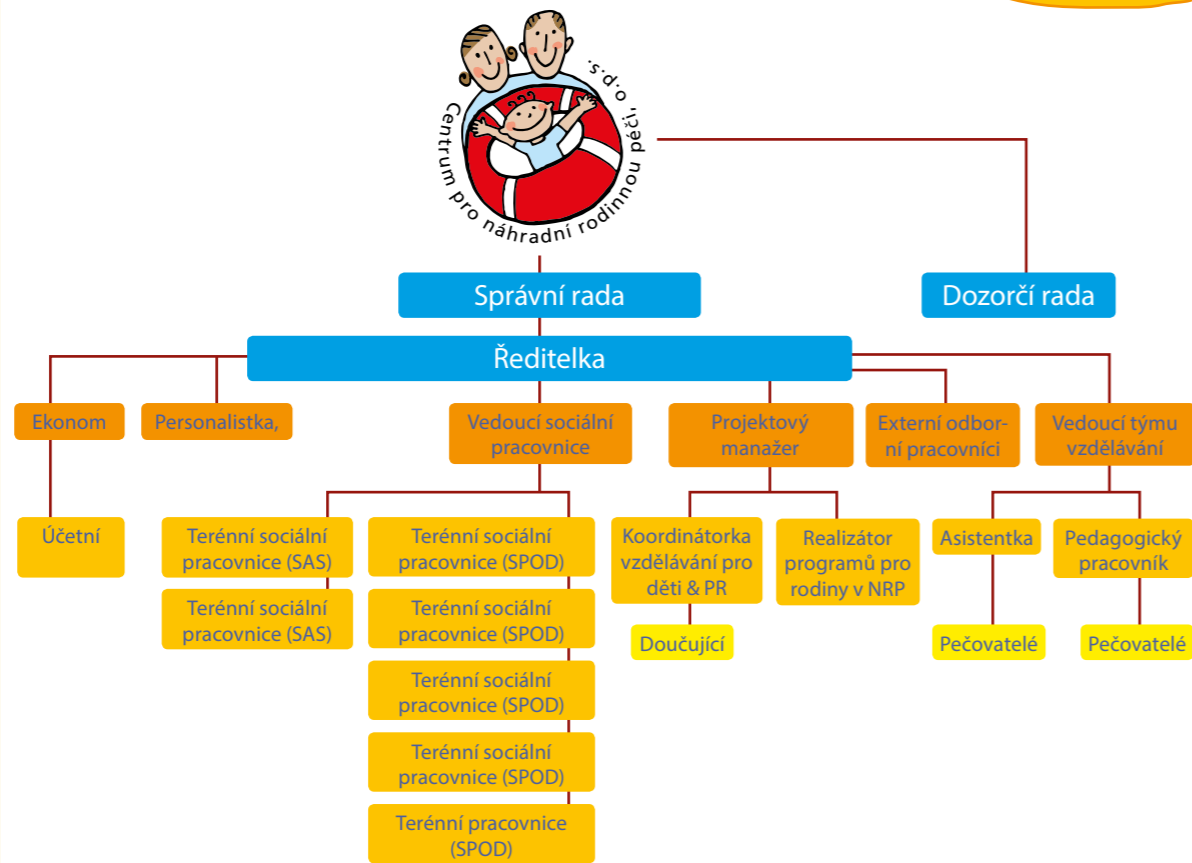 Centrum pro náhradní rodinnou péči, o.p.s.
Správní rada
Dozorčí rada
Ředitelka
Ekonom
Personalistka,
Vedoucí sociální
pracovnice
Projektový
manažer
Externí odbor-
ní pracovníci
Vedoucí týmu
vzdělávání
Účetní
Terénní sociální
pracovnice (SAS)
Terénní sociální
pracovnice (SPOD)
Koordinátorka
vzdělávání pro
děti & PR
Realizátor
programů pro
rodiny v NRP
Asistentka
Pedagogický
pracovník
Terénní sociální
pracovnice (SAS)
Terénní sociální
pracovnice (SPOD)
Doučující
Pečovatelé
Pečovatelé
Terénní sociální
pracovnice (SPOD)
Terénní sociální
pracovnice (SPOD)
Terénní pracovnice
(SPOD)